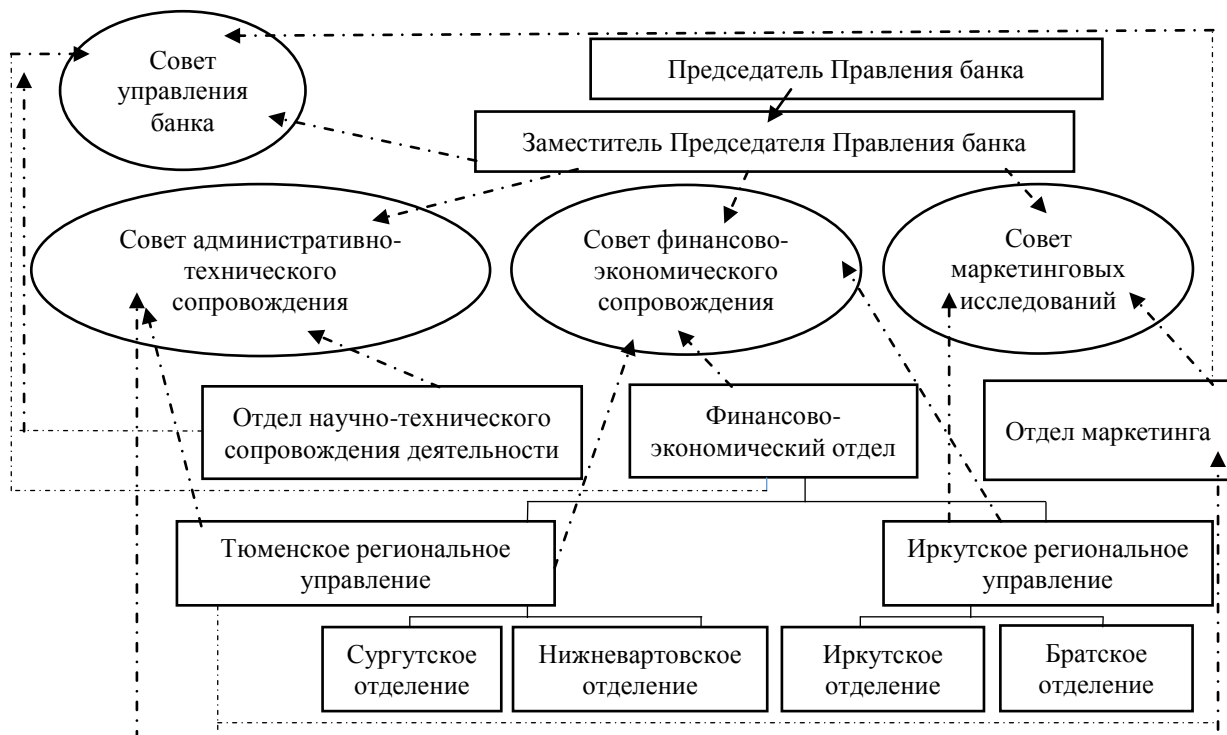 Совет
управления
банка
Председатель Правления банка
Заместитель Председателя Правления банка
Совет административно-
технического
сопровождения
Совет финансово-
экономического
сопровождения
Совет
маркетинговых
исследований
Отдел научно-технического
сопровождения деятельности
Финансово-
экономический отдел
Отдел маркетинга
Тюменское региональное
управление
Иркутское региональное
управление
Сургутское
отделение
Нижневартовское
отделение
Иркутское
отделение
Братское
отделение